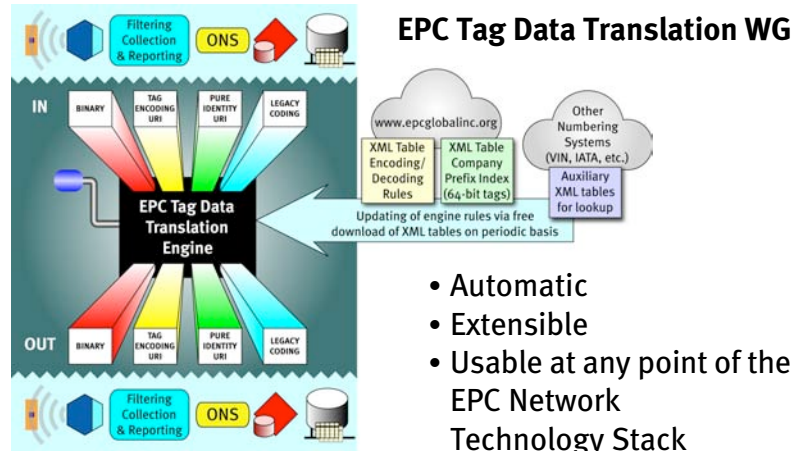 Filtering
Collection
& Reporting
ONS
EPC Tag Data Translation WG
IN
BINARY
TAG
ENCODING
URI
PURE
IDENTITY
URI
LEGACY
CODING
www.epcglobalinc.org
XML Table
Encoding/
Decoding
Rules
XML Table
Company
Prefix Index
(64-bit tags)
Other
Numbering
Systems
(VIN, IATA, etc.)
Auxiliary
XML tables
for lookup
EPC Tag Data
Translation
Engine
Updating of engine rules via free
download of XML tables on periodic basis
OUT
BINARY
TAG
ENCODING
URI
PURE
IDENTITY
URI
LEGACY
CODING
Filtering
Collection
& Reporting
ONS
• Automatic
• Extensible
• Usable at any point of the
EPC Network
Technology Stack